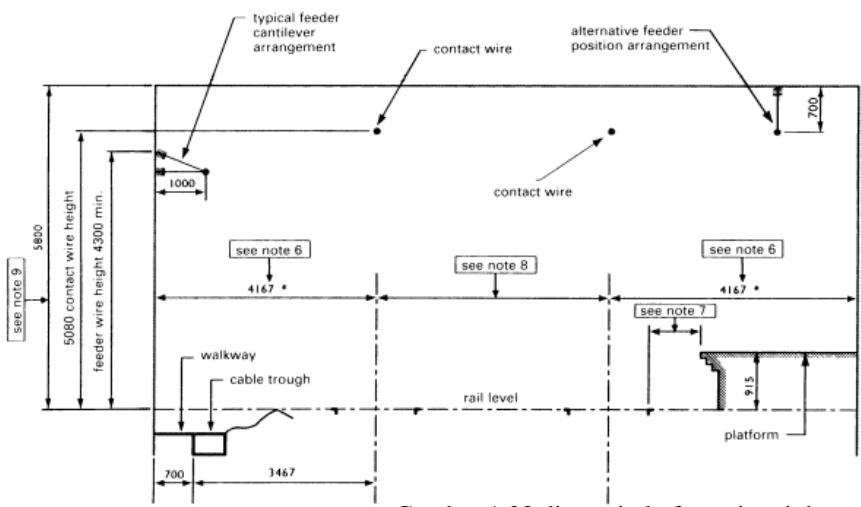 typical feeder
cantilever
arrangement
contact wire
alternative feeder
position arrangement
700
1000
contact wire
5800
5080 contact wire height
feeder wire height 4300 min.
see note 9
see note 6
4167 *
see note 8
see note 6
4167 *
see note 7
walkway
cable trough
rail level
915
platform
700
3467